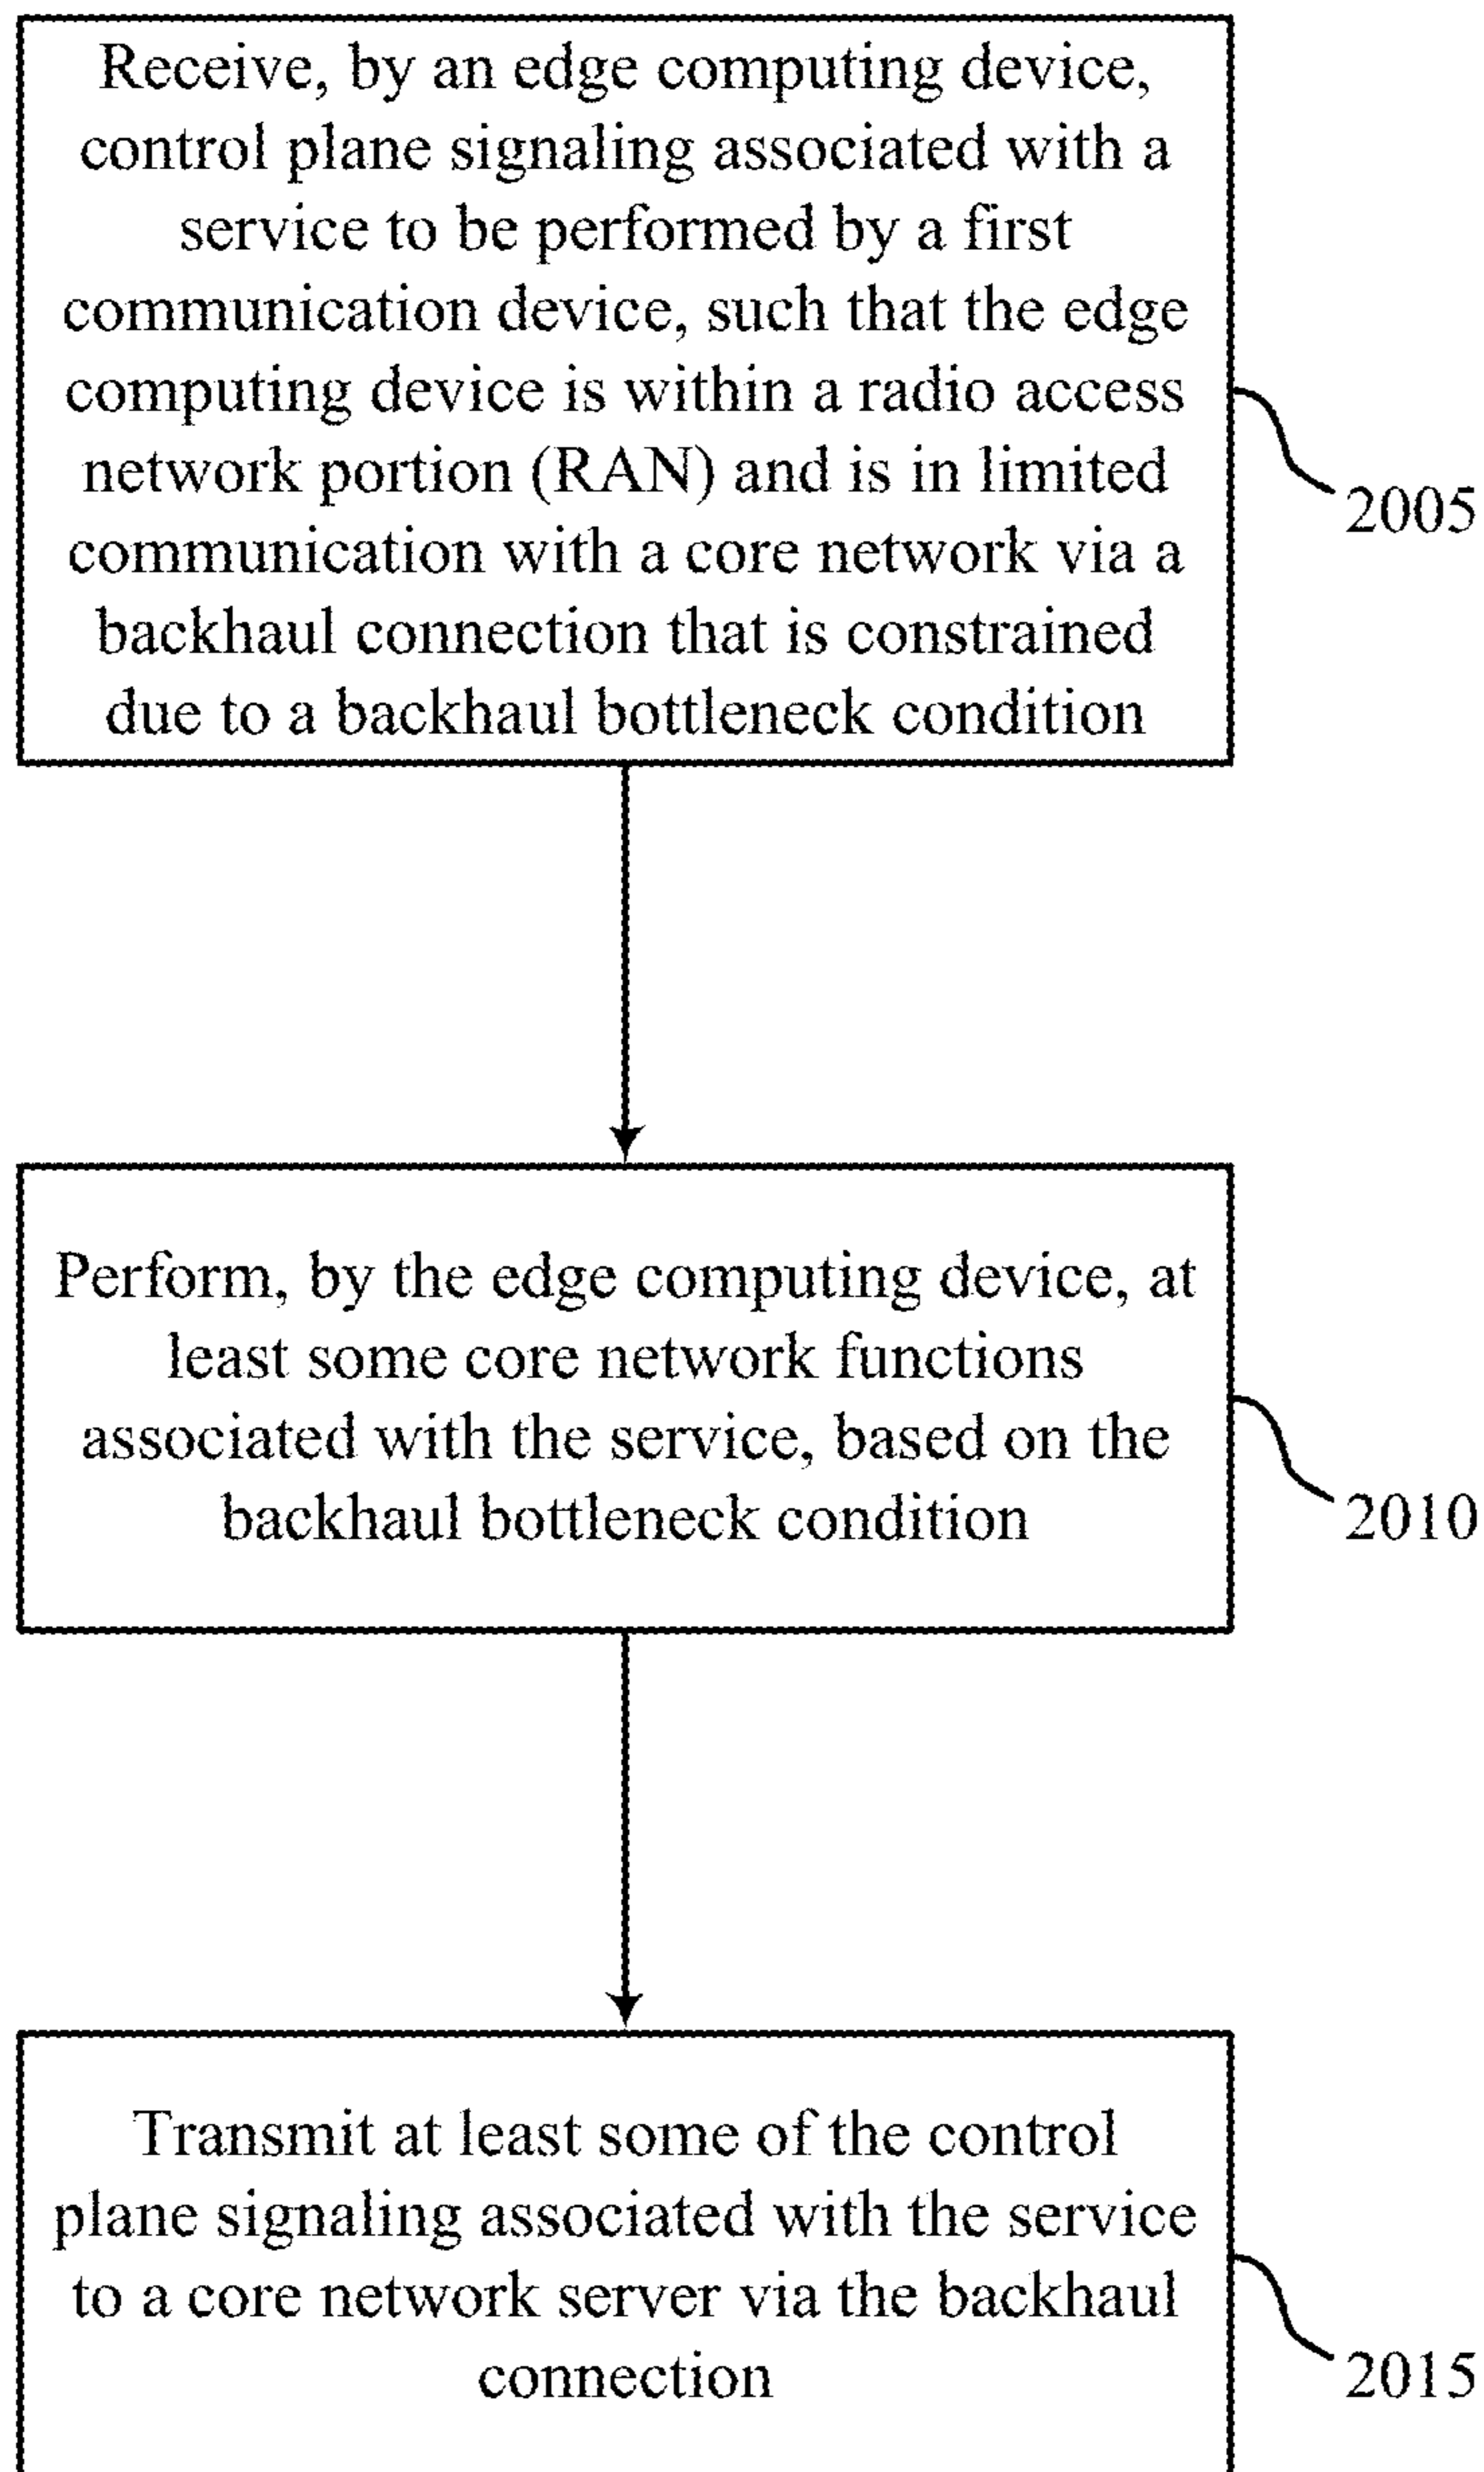 Receive, by an edge computing device,
control plane signaling associated with a
service to be performed by a first
communication device, such that the edge
computing device is within a radio access
network portion (RAN) and is in limited
communication with a core network via a
backhaul connection that is constrained
due to a backhaul bottleneck condition
2005
Perform, by the edge computing device, at
least some core network functions
associated with the service, based on the
backhaul bottleneck condition
2010
Transmit at least some of the control
plane signaling associated with the service
to a core network server via the backhaul
connection
2015